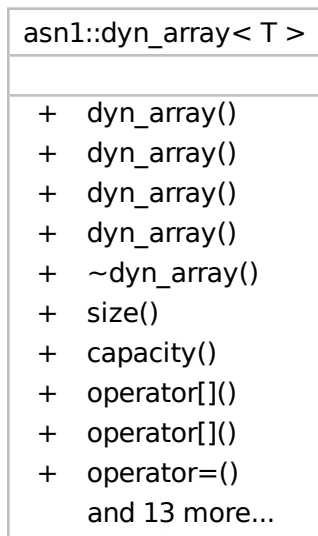 asn1::dyn_array< T >
+ dyn_array()
+ dyn_array()
+ dyn_array()
+ dyn_array()
+ ~dyn_array()
+ size()
+ capacity()
+ operator[]()
+ operator[]()
+ operator=()
and 13 more...